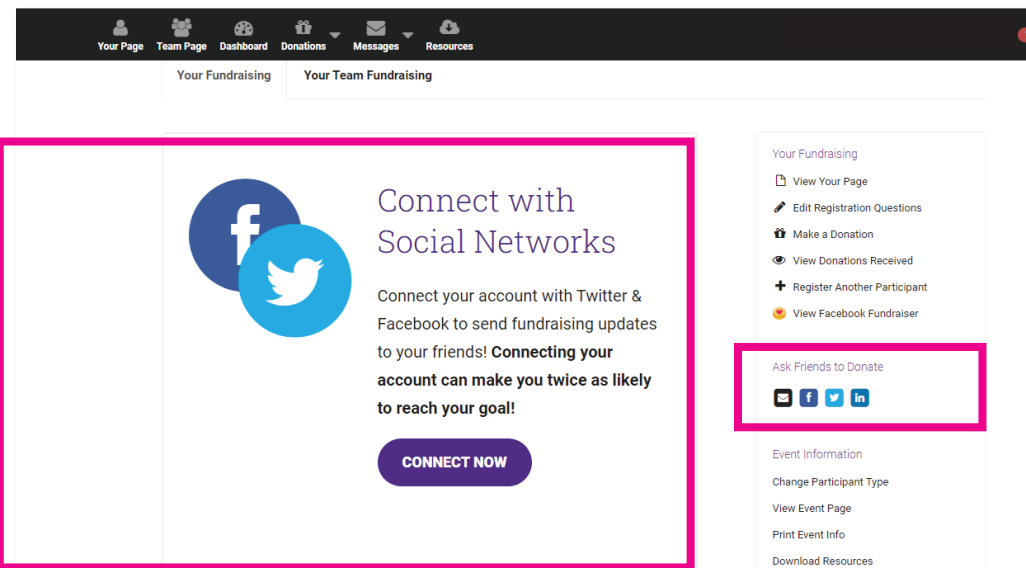 Your Page Team Page Dashboard Donations Messages Resources
Your Fundraising Your Team Fundraising
Connect with
Social Networks
Connect your account with Twitter &
Facebook to send fundraising updates
to your friends! Connecting your
account can make you twice as likely
to reach your goal!
CONNECT NOW
Your Fundraising
View Your Page
Edit Registration Questions
Make a Donation
View Donations Received
Register Another Participant
View Facebook Fundraiser
Ask Friends to Donate
Event Information
Change Participant Type
View Event Page
Print Event Info
Download Resources